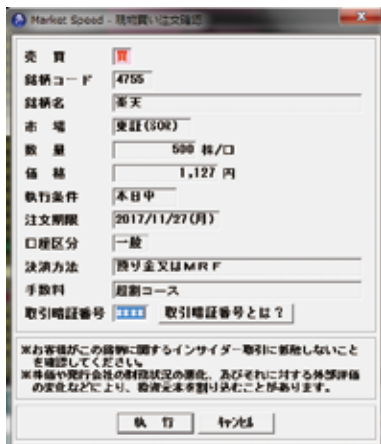 Market Speed - 現物買い注文確認
売 買 買
銘柄コード 4755
銘柄名 楽天
市 場 東証(SOR)
数 量 500 株/口
価 格 1,127 円
執行条件 本日中
注文期限 2017/11/27(月)
口座区分 一般
決済方法 預り金又はMRF
手数料 超割コース
取引暗証番号 **** 取引暗証番号とは?
※お客様がこの銘柄に関するインサイダー取引に抵触しないこと
を確認してください。
※株価や発行会社の財務状況の悪化、及びそれに対する外部評価
の変化などにより、投資元本を割り込むことがあります。
執 行 キャンセル